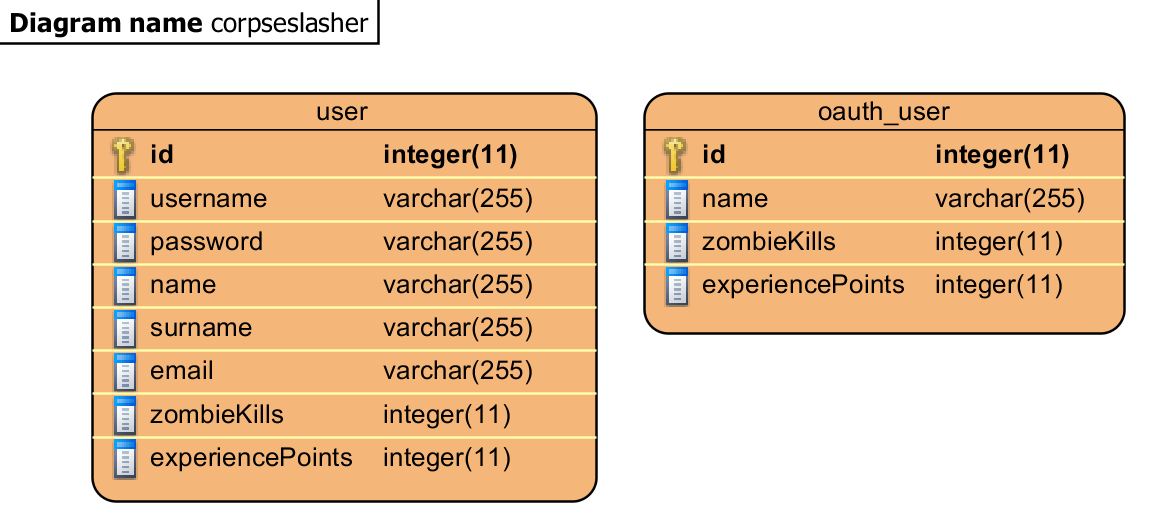 Diagram name corpseslasher
user
id integer(11)
username varchar(255)
password varchar(255)
name varchar(255)
surname varchar(255)
email varchar(255)
zombieKills integer(11)
experiencePoints integer(11)
oauth_user
id integer(11)
name varchar(255)
zombieKills integer(11)
experiencePoints integer(11)